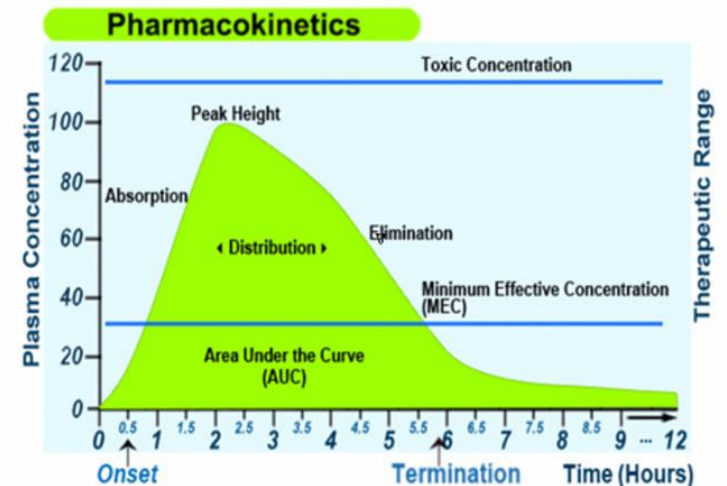 Pharmacokinetics
Plasma Concentration
120
100
80
60
40
20
0
Toxic Concentration
Peak Height
Absorption
Elimination
Distribution
Minimum Effective Concentration
(MEC)
Area Under the Curve
(AUC)
Therapeutic Range
0 0.5 1 1.5 2 2.5 3 3.5 4 4.5 5 5.5 6 6.5 7 7.5 8 8.5 9 ... 12
Onset
Termination
Time (Hours)